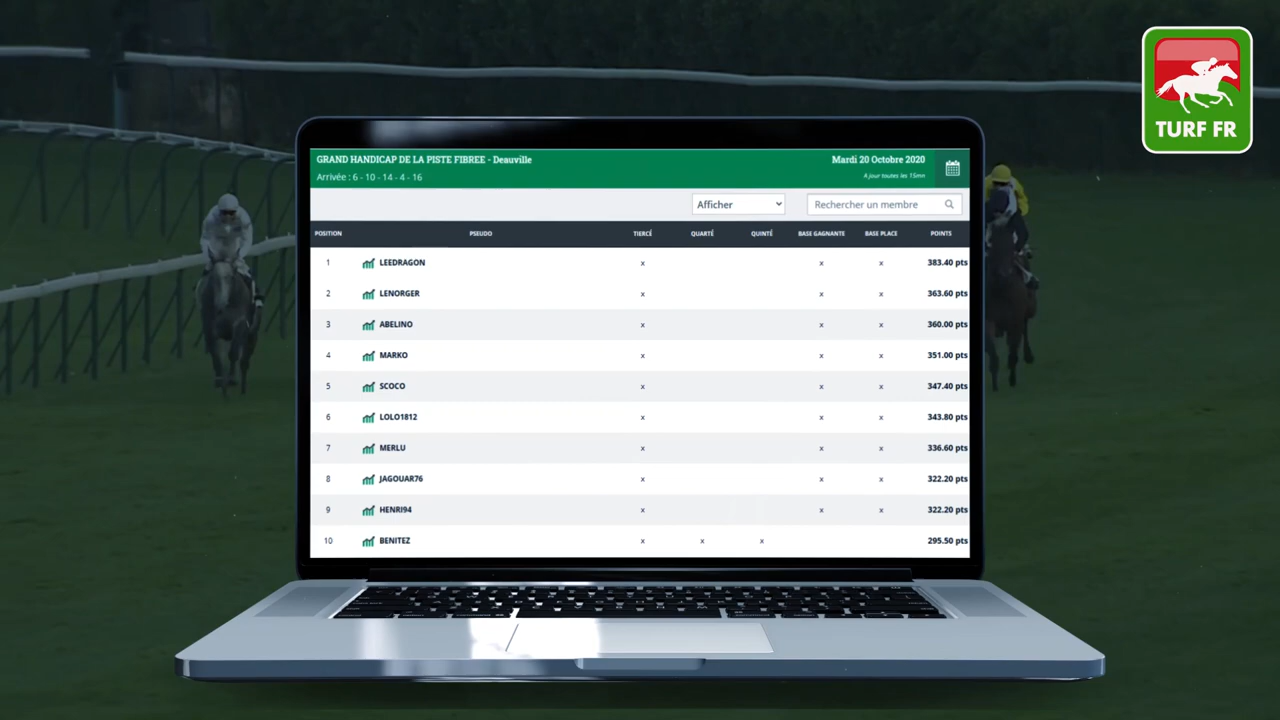 TURF FR
GRAND HANDICAP DE LA PISTE FIBREE - Deauville
Mardi 20 Octobre 2020
Arrivée : 6 - 10 - 14 - 4 - 16
A jour toutes les 15mn
Afficher
Rechercher un membre
POSITION PSEUDO TIERCÉ QUARTÉ QUINTÉ BASE GAGNANTE BASE PLACE POINTS
1 LEEDRAGON x x x 383.40 pts
2 LENORGER x x x 363.60 pts
3 ABELINO x x x 360.00 pts
4 MARKO x x x 351.00 pts
5 SCOCO x x x 347.40 pts
6 LOLO1812 x x x 343.80 pts
7 MERLU x x x 336.60 pts
8 JAGOUAR76 x x x 322.20 pts
9 HENRI94 x x x 322.20 pts
10 BENITEZ x x x 295.50 pts